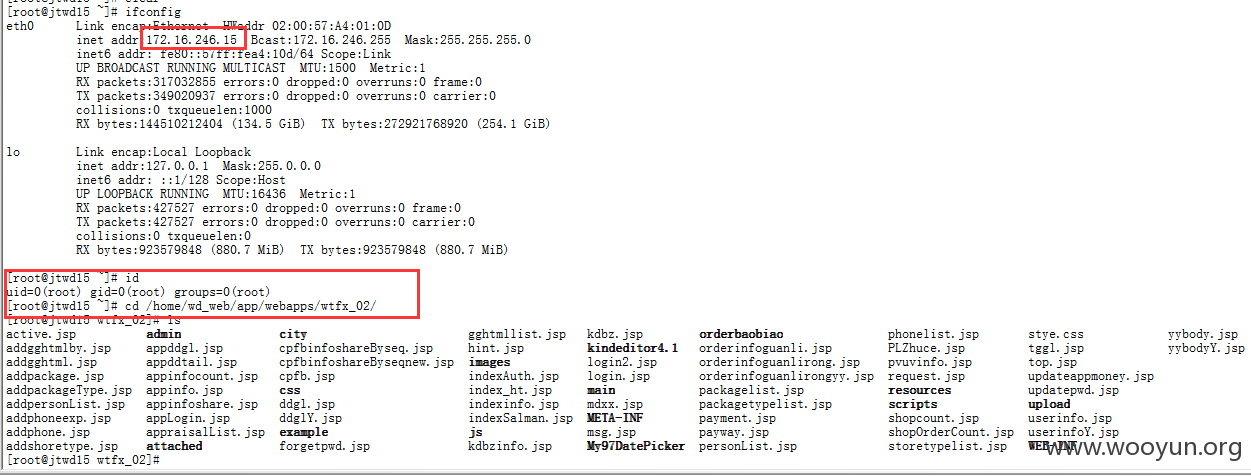 [root@jtwd15 ~]# ifconfig
eth0      Link encap:Ethernet  HWaddr 02:00:57:A4:01:0D
          inet addr:172.16.246.15  Bcast:172.16.246.255  Mask:255.255.255.0
          inet6 addr: fe80::57ff:fea4:10d/64 Scope:Link
          UP BROADCAST RUNNING MULTICAST  MTU:1500  Metric:1
          RX packets:317032855 errors:0 dropped:0 overruns:0 frame:0
          TX packets:349020937 errors:0 dropped:0 overruns:0 carrier:0
          collisions:0 txqueuelen:1000
          RX bytes:144510212404 (134.5 GiB)  TX bytes:272921768920 (254.1 GiB)
lo        Link encap:Local Loopback
          inet addr:127.0.0.1  Mask:255.0.0.0
          inet6 addr: ::1/128 Scope:Host
          UP LOOPBACK RUNNING  MTU:16436  Metric:1
          RX packets:427527 errors:0 dropped:0 overruns:0 frame:0
          TX packets:427527 errors:0 dropped:0 overruns:0 carrier:0
          collisions:0 txqueuelen:0
          RX bytes:923579848 (880.7 MiB)  TX bytes:923579848 (880.7 MiB)
[root@jtwd15 ~]# id
uid=0(root) gid=0(root) groups=0(root)
[root@jtwd15 ~]# cd /home/wd_web/app/webapps/wtfx_02/
[root@jtwd15 wtfx_02]# ls
active.jsp admin city gghtmllist.jsp kdbz.jsp orderbaobiao phonelist.jsp stye.css yybody.jsp
addgghtmlby.jsp appddgl.jsp cpfbinfoshareByseq.jsp hint.jsp kindeditor4.1 orderinfoguanli.jsp PLZhuce.jsp tggl.jsp yybodyY.jsp
addgghtml.jsp appddtail.jsp cpfbinfoshareByseqnew.jsp images login2.jsp orderinfoguanlirong.jsp pvuvinfo.jsp top.jsp
addpackage.jsp appinfocount.jsp cpfb.jsp indexAuth.jsp login.jsp orderinfoguanlirongyy.jsp request.jsp updateappmoney.jsp
addpackageType.jsp appinfo.jsp css index_ht.jsp main packagelist.jsp resources updatepwd.jsp
addpersonList.jsp appinfoshare.jsp ddgl.jsp indexinfo.jsp mdxx.jsp packagetypelist.jsp scripts upload
addphoneexp.jsp appLogin.jsp ddglY.jsp indexSalman.jsp META-INF payment.jsp shopcount.jsp userinfo.jsp
addphone.jsp appraisalList.jsp example js msg.jsp payway.jsp shopOrderCount.jsp userinfoY.jsp
addshoretype.jsp attached forgetpwd.jsp kdbzinfo.jsp My97DatePicker personList.jsp storetypelist.jsp WEB-INF
www.wooyun.org
[root@jtwd15 wtfx_02]#